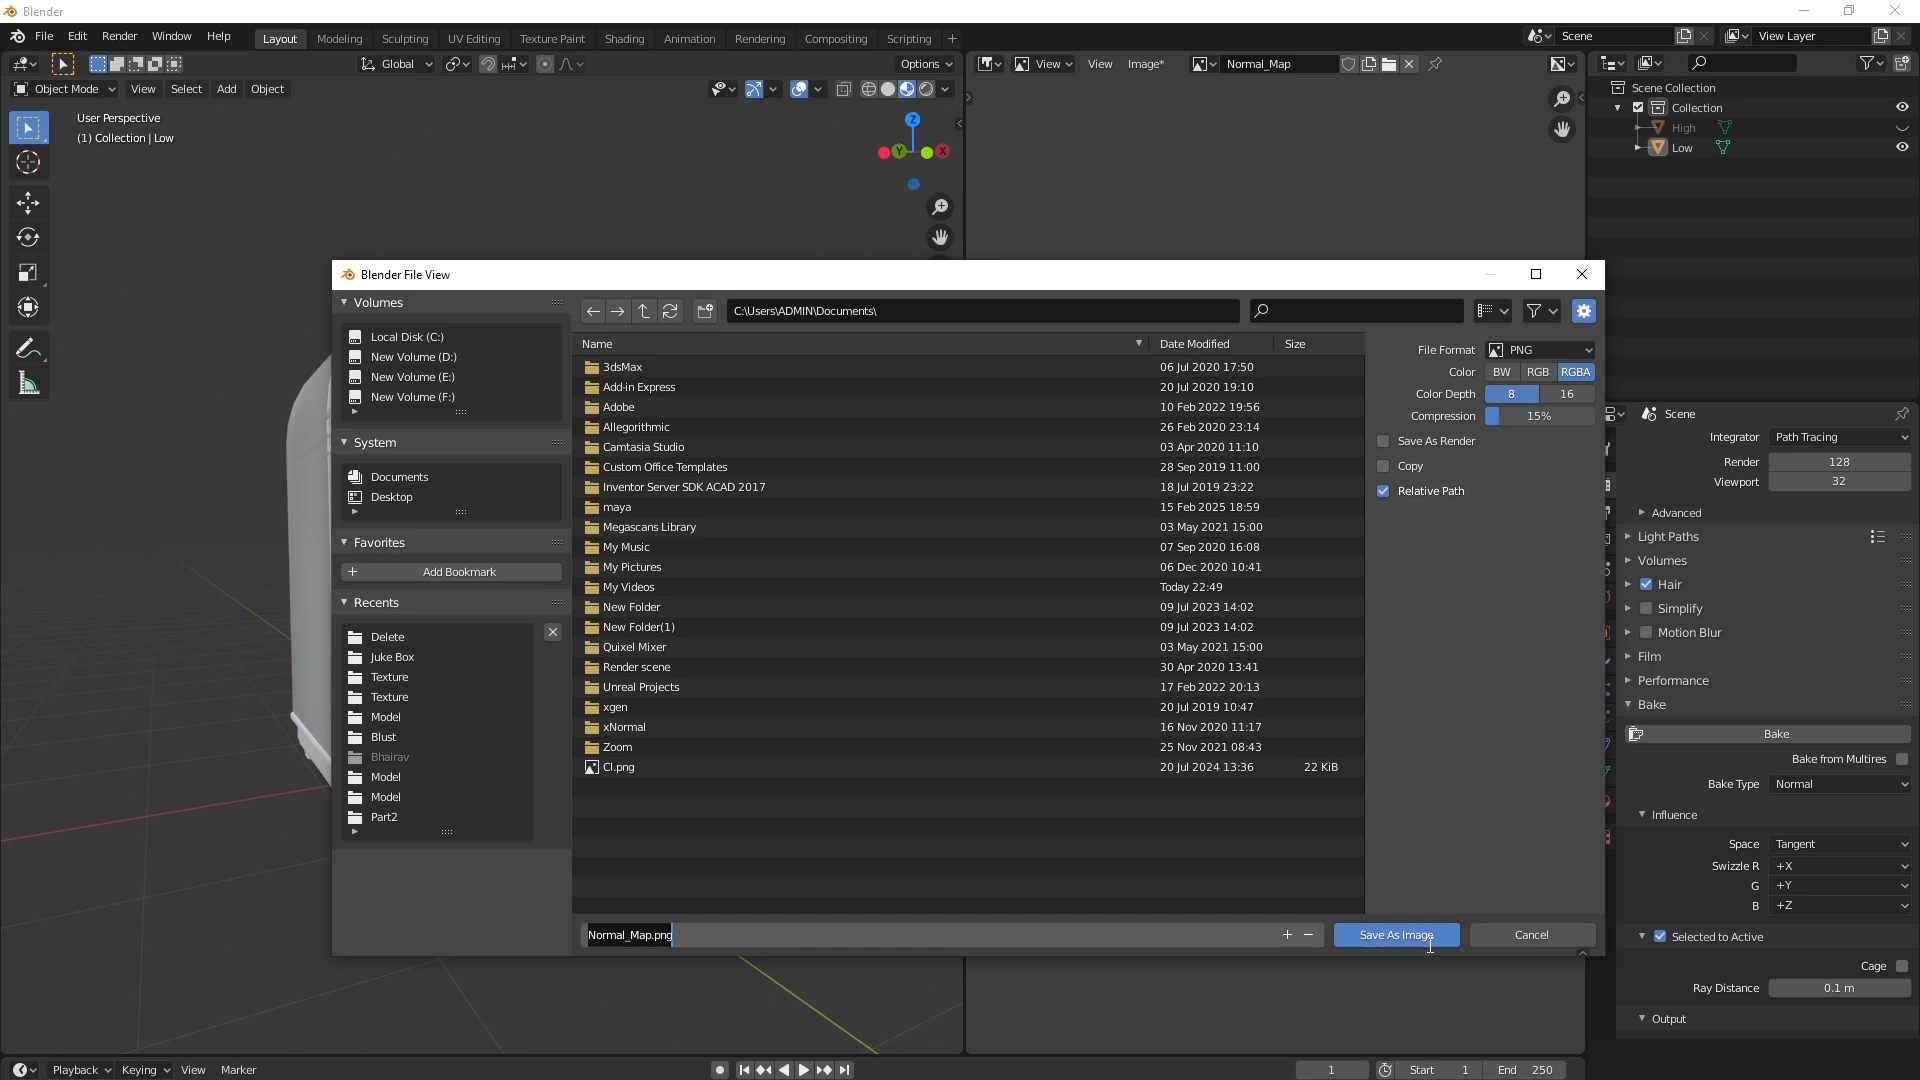 Blender
File Edit Render Window Help Layout Modeling Sculpting UV Editing Texture Paint Shading Animation Rendering Compositing Scripting + Scene View Layer
Global Options View View Image* Normal_Map
Object Mode View Select Add Object
User Perspective
(1) Collection | Low
Z
Y X
Scene Collection
Collection
High
Low
Blender File View
Volumes
Local Disk (C:)
New Volume (D:)
New Volume (E:)
New Volume (F:)
System
Documents
Desktop
Favorites
+ Add Bookmark
Recents
Delete
Juke Box
Texture
Texture
Model
Blust
Bhairav
Model
Model
Part2
C:\Users\ADMIN\Documents\
Name Date Modified Size
3dsMax 06 Jul 2020 17:50
Add-in Express 20 Jul 2020 19:10
Adobe 10 Feb 2022 19:56
Allegorithmic 26 Feb 2020 23:14
Camtasia Studio 03 Apr 2020 11:10
Custom Office Templates 28 Sep 2019 11:00
Inventor Server SDK ACAD 2017 18 Jul 2019 23:22
maya 15 Feb 2025 18:59
Megascans Library 03 May 2021 15:00
My Music 07 Sep 2020 16:08
My Pictures 06 Dec 2020 10:41
My Videos Today 22:49
New Folder 09 Jul 2023 14:02
New Folder(1) 09 Jul 2023 14:02
Quixel Mixer 03 May 2021 15:00
Render scene 30 Apr 2020 13:41
Unreal Projects 17 Feb 2022 20:13
xgen 20 Jul 2019 10:47
xNormal 16 Nov 2020 11:17
Zoom 25 Nov 2021 08:43
Cl.png 20 Jul 2024 13:36 22 KiB
File Format PNG
Color BW RGB RGBA
Color Depth 8 16
Compression 15%
Save As Render
Copy
Relative Path
Normal_Map.png + − Save As Image Cancel
Scene
Integrator Path Tracing
Render 128
Viewport 32
Advanced
Light Paths
Volumes
Hair
Simplify
Motion Blur
Film
Performance
Bake
Bake
Bake from Multires
Bake Type Normal
Influence
Space Tangent
Swizzle R +X
G +Y
B +Z
Selected to Active
Cage
Ray Distance 0.1 m
Output
Playback Keying View Marker 1 Start 1 End 250